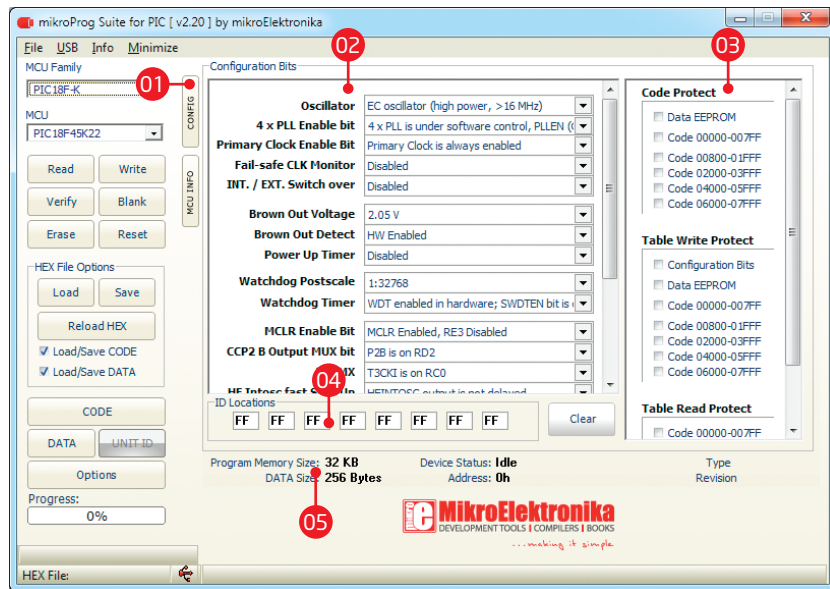 mikroProg Suite for PIC [ v2.20 ] by mikroElektronika
File USB Info Minimize
MCU Family
PIC18F-K
MCU
PIC18F45K22
Read Write
Verify Blank
Erase Reset
HEX File Options
Load Save
Reload HEX
Load/Save CODE
Load/Save DATA
CODE
DATA UNIT ID
Options
Progress:
0%
HEX File:
01
CONFIG
MCU INFO
02
Configuration Bits
Oscillator EC oscillator (high power, >16 MHz)
4 x PLL Enable bit 4 x PLL is under software control, PLLEN
Primary Clock Enable Bit Primary Clock is always enabled
Fail-safe CLK Monitor Disabled
INT. / EXT. Switch over Disabled
Brown Out Voltage 2.05 V
Brown Out Detect HW Enabled
Power Up Timer Disabled
Watchdog Postscale 1:32768
Watchdog Timer WDT enabled in hardware; SWDTEN bit is
MCLR Enable Bit MCLR Enabled, RE3 Disabled
CCP2 B Output MUX bit P2B is on RD2
T3CKI is on RC0
04
ID Locations
FF FF FF FF FF FF FF FF
Clear
03
Code Protect
Data EEPROM
Code 00000-007FF
Code 00800-01FFF
Code 02000-03FFF
Code 04000-05FFF
Code 06000-07FFF
Table Write Protect
Configuration Bits
Data EEPROM
Code 00000-007FF
Code 00800-01FFF
Code 02000-03FFF
Code 04000-05FFF
Code 06000-07FFF
Table Read Protect
Code 00000-007FF
Program Memory Size: 32 KB Device Status: Idle Type
DATA Size: 256 Bytes Address: 0h Revision
05
MikroElektronika
DEVELOPMENT TOOLS | COMPILERS | BOOKS
...making it simple